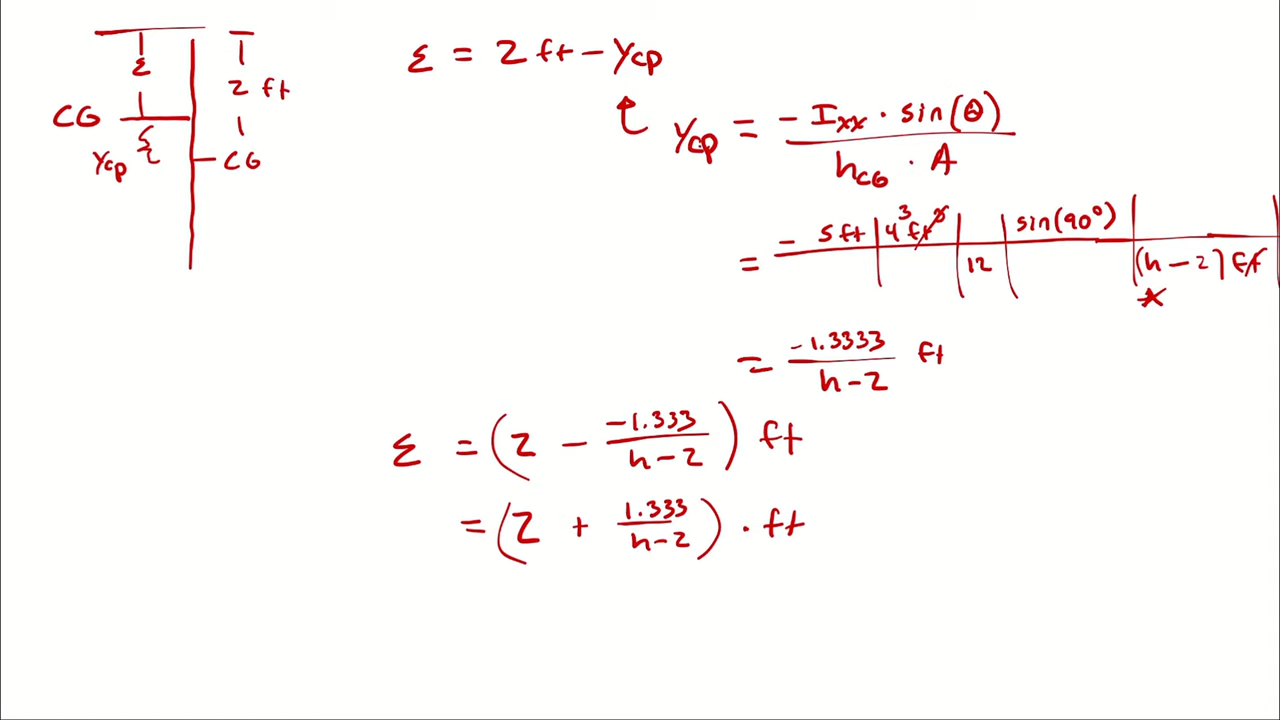 ε = 2 ft - ycp
ycp = - Ixx · sin(θ) / hCG · A
= - 5 ft | 4³ ft³ | | sin(90°) |
| 12 | | (h - 2) ft
*
= -1.3333 / h - 2 ft
ε = (2 - -1.333 / h - 2) ft
= (2 + 1.333 / h - 2) · ft
ε
2 ft
CG
ycp
CG